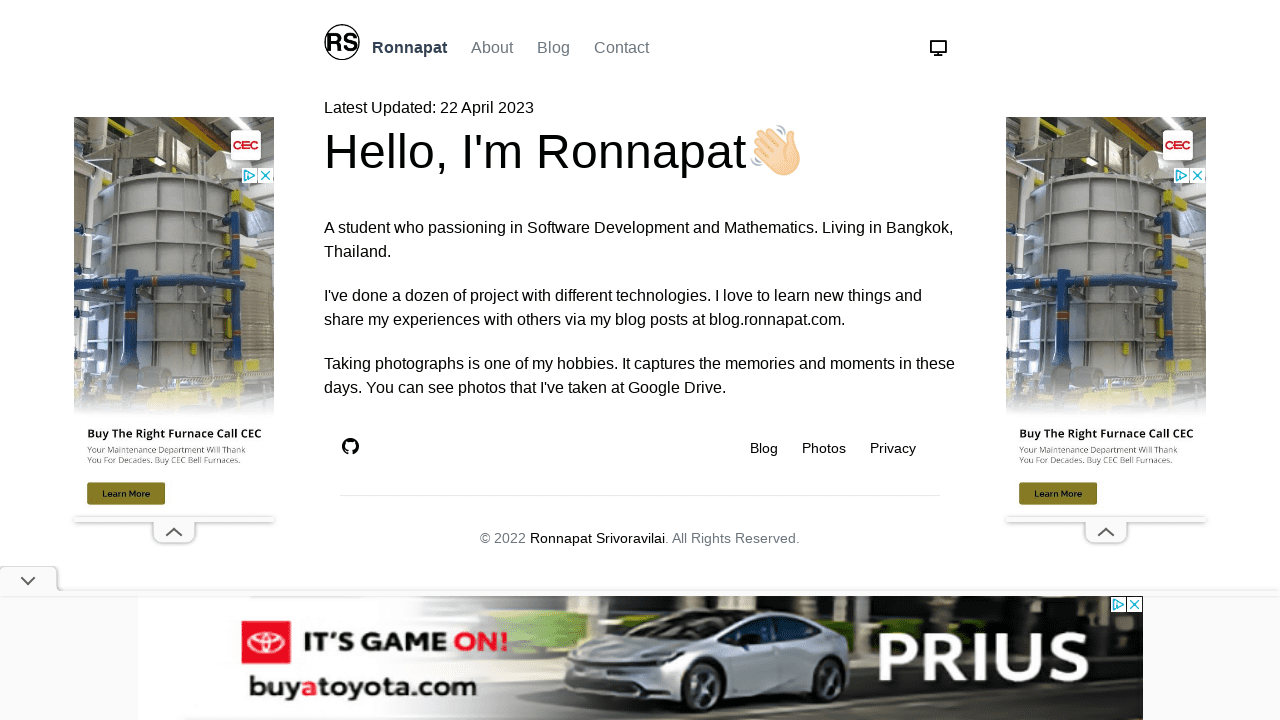 RS Ronnapat About Blog Contact
Latest Updated: 22 April 2023
Hello, I'm Ronnapat
A student who passioning in Software Development and Mathematics. Living in Bangkok,
Thailand.
I've done a dozen of project with different technologies. I love to learn new things and
share my experiences with others via my blog posts at blog.ronnapat.com.
Taking photographs is one of my hobbies. It captures the memories and moments in these
days. You can see photos that I've taken at Google Drive.
Blog Photos Privacy
© 2022 Ronnapat Srivoravilai. All Rights Reserved.
CEC
Buy The Right Furnace Call CEC
Your Maintenance Department Will Thank
You For Decades. Buy CEC Bell Furnaces.
Learn More
CEC
Buy The Right Furnace Call CEC
Your Maintenance Department Will Thank
You For Decades. Buy CEC Bell Furnaces.
Learn More
IT'S GAME ON!
buyatoyota.com
PRIUS